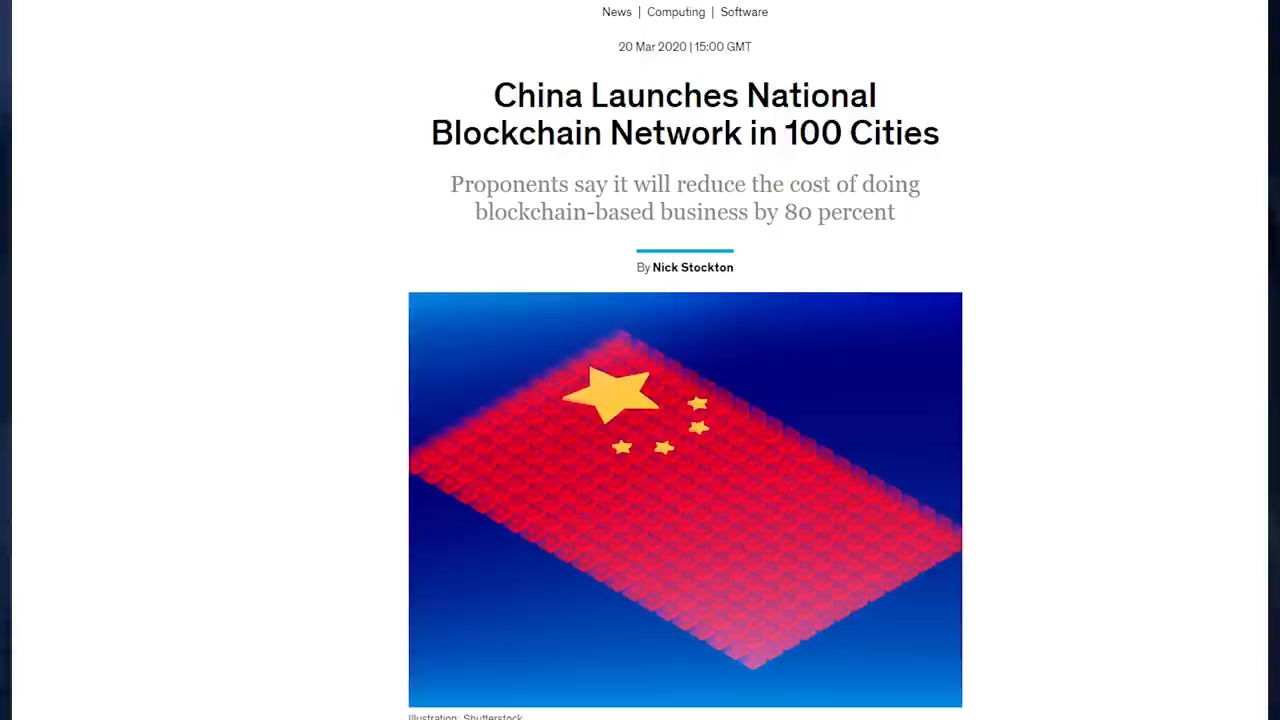 News | Computing | Software
20 Mar 2020 | 15:00 GMT
China Launches National
Blockchain Network in 100 Cities
Proponents say it will reduce the cost of doing
blockchain-based business by 80 percent
By Nick Stockton
Illustration: Shutterstock